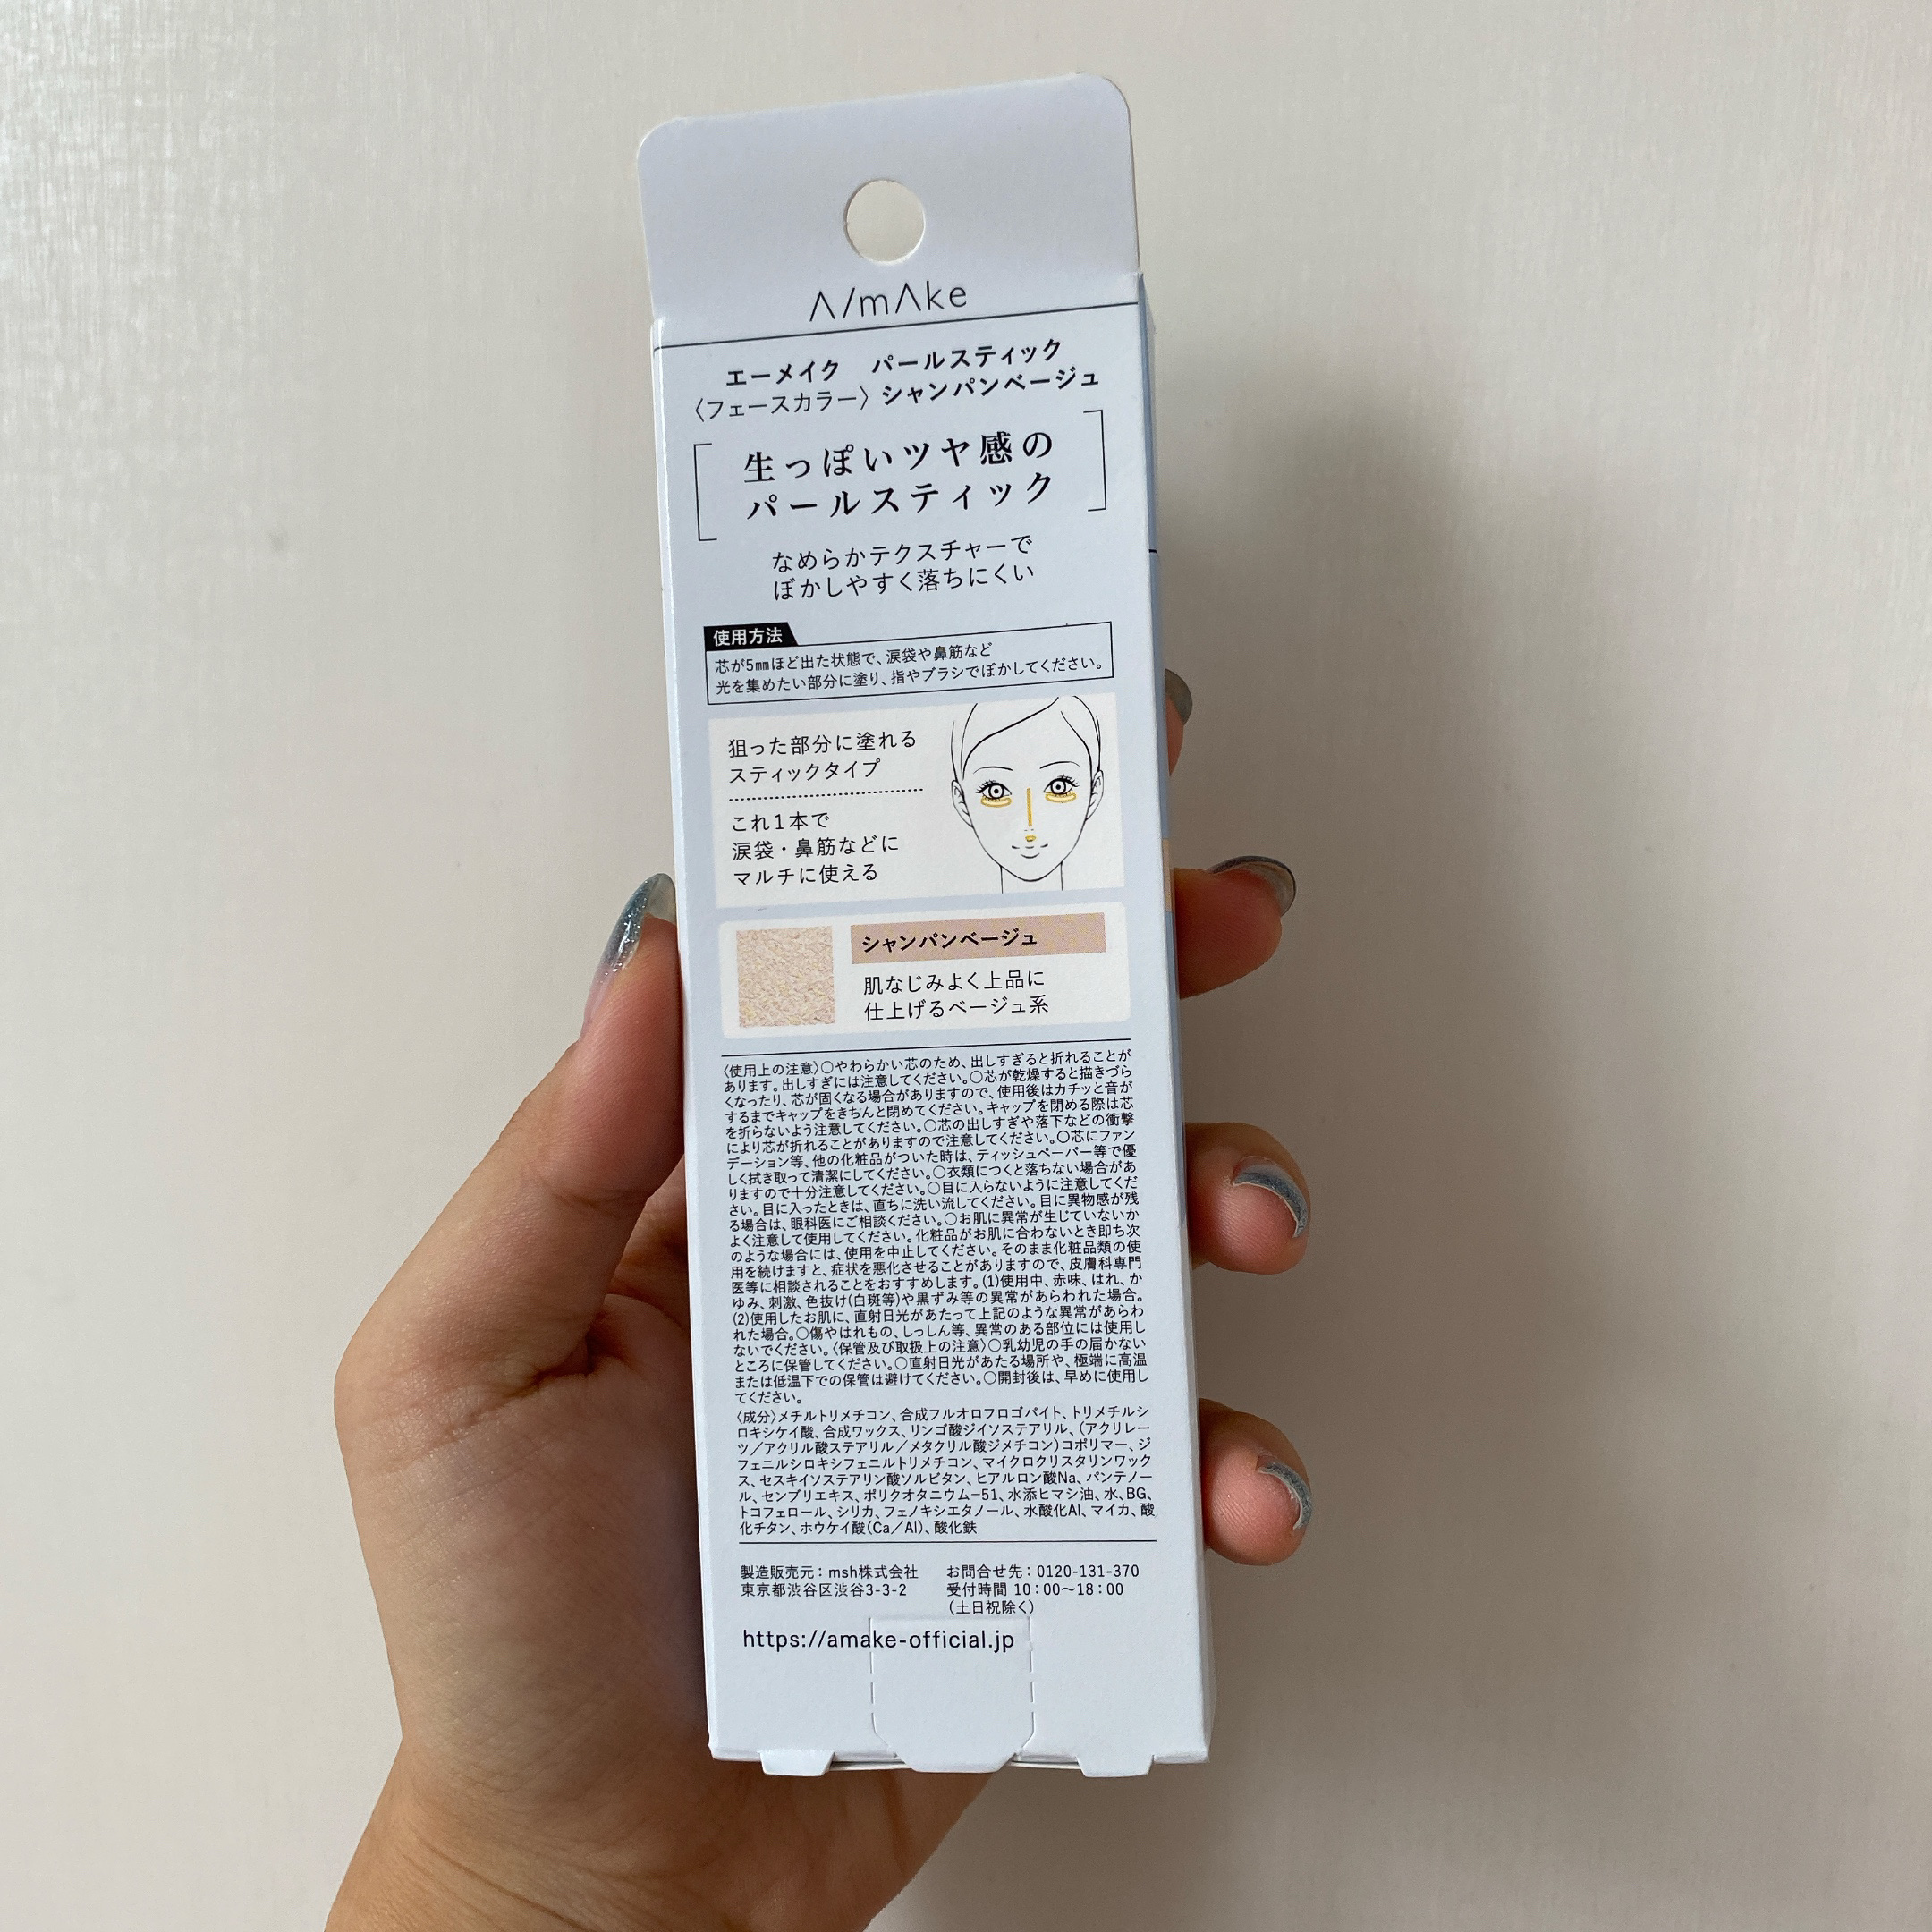 A/mAke
エーメイク パールスティック
〈フェースカラー〉シャンパンベージュ
生っぽいツヤ感の
パールスティック
なめらかテクスチャーで
ぼかしやすく落ちにくい
使用方法
芯が5mmほど出た状態で、涙袋や鼻筋など
光を集めたい部分に塗り、指やブラシでぼかしてください。
狙った部分に塗れる
スティックタイプ
これ1本で
涙袋・鼻筋などに
マルチに使える
シャンパンベージュ
肌なじみよく上品に
仕上げるベージュ系
〈使用上の注意〉○やわらかい芯のため、出しすぎると折れることが
あります。出しすぎには注意してください。○芯が乾燥すると描きづら
くなったり、芯が固くなる場合がありますので、使用後はカチッと音が
するまでキャップをきちんと閉めてください。キャップを閉める際は芯
を折らないよう注意してください。○芯の出しすぎや落下などの衝撃
により芯が折れることがありますので注意してください。○芯にファン
デーション等、他の化粧品がついた時は、ティッシュペーパー等で優
しく拭き取って清潔にしてください。○衣類につくと落ちない場合があ
りますので十分注意してください。○目に入らないように注意してくだ
さい。目に入ったときは、直ちに洗い流してください。目に異物感が残
る場合は、眼科医にご相談ください。○お肌に異常が生じていないか
よく注意して使用してください。化粧品がお肌に合わないとき即ち次
のような場合には、使用を中止してください。そのまま化粧品類の使
用を続けますと、症状を悪化させることがありますので、皮膚科専門
医等に相談されることをおすすめします。(1)使用中、赤味、はれ、か
ゆみ、刺激、色抜け(白斑等)や黒ずみ等の異常があらわれた場合。
(2)使用したお肌に、直射日光があたって上記のような異常があらわ
れた場合。○傷やはれもの、しっしん等、異常のある部位には使用し
ないでください。〈保管及び取扱上の注意〉○乳幼児の手の届かない
ところに保管してください。○直射日光があたる場所や、極端に高温
または低温下での保管は避けてください。○開封後は、早めに使用し
てください。
〈成分〉メチルトリメチコン、合成フルオロフロゴパイト、トリメチルシ
ロキシケイ酸、合成ワックス、リンゴ酸ジイソステアリル、(アクリレー
ツ／アクリル酸ステアリル／メタクリル酸ジメチコン)コポリマー、ジ
フェニルシロキシフェニルトリメチコン、マイクロクリスタリンワック
ス、セスキイソステアリン酸ソルビタン、ヒアルロン酸Na、パンテノー
ル、センブリエキス、ポリクオタニウム−51、水添ヒマシ油、水、BG、
トコフェロール、シリカ、フェノキシエタノール、水酸化Al、マイカ、酸
化チタン、ホウケイ酸(Ca／Al)、酸化鉄
製造販売元：msh株式会社
東京都渋谷区渋谷3-3-2
お問合せ先：0120-131-370
受付時間 10：00〜18：00
(土日祝除く)
https://amake-official.jp